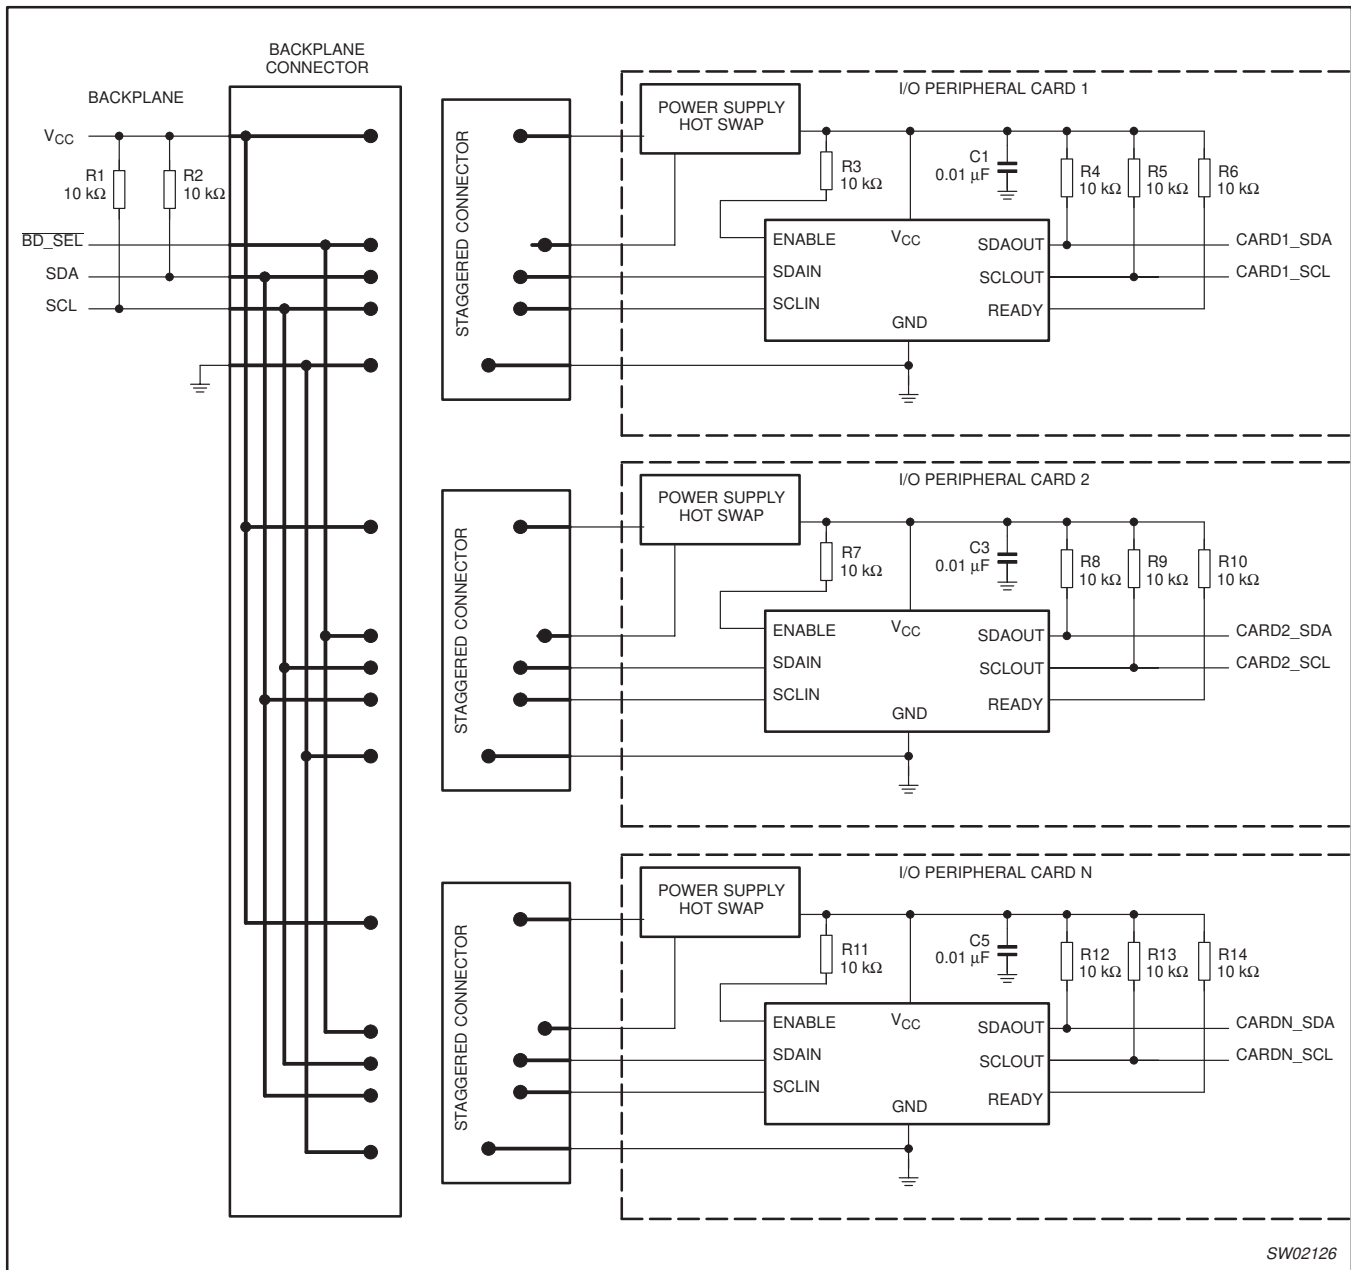 BACKPLANE
CONNECTOR
BACKPLANE
VCC
R1
10 kΩ
R2
10 kΩ
BD_SEL
SDA
SCL
STAGGERED CONNECTOR
I/O PERIPHERAL CARD 1
POWER SUPPLY
HOT SWAP
R3
10 kΩ
C1
0.01 µF
R4
10 kΩ
R5
10 kΩ
R6
10 kΩ
ENABLE
VCC
SDAOUT
CARD1_SDA
SDAIN
SCLOUT
CARD1_SCL
SCLIN
READY
GND
STAGGERED CONNECTOR
I/O PERIPHERAL CARD 2
POWER SUPPLY
HOT SWAP
R7
10 kΩ
C3
0.01 µF
R8
10 kΩ
R9
10 kΩ
R10
10 kΩ
ENABLE
VCC
SDAOUT
CARD2_SDA
SDAIN
SCLOUT
CARD2_SCL
SCLIN
READY
GND
STAGGERED CONNECTOR
I/O PERIPHERAL CARD N
POWER SUPPLY
HOT SWAP
R11
10 kΩ
C5
0.01 µF
R12
10 kΩ
R13
10 kΩ
R14
10 kΩ
ENABLE
VCC
SDAOUT
CARDN_SDA
SDAIN
SCLOUT
CARDN_SCL
SCLIN
READY
GND
SW02126